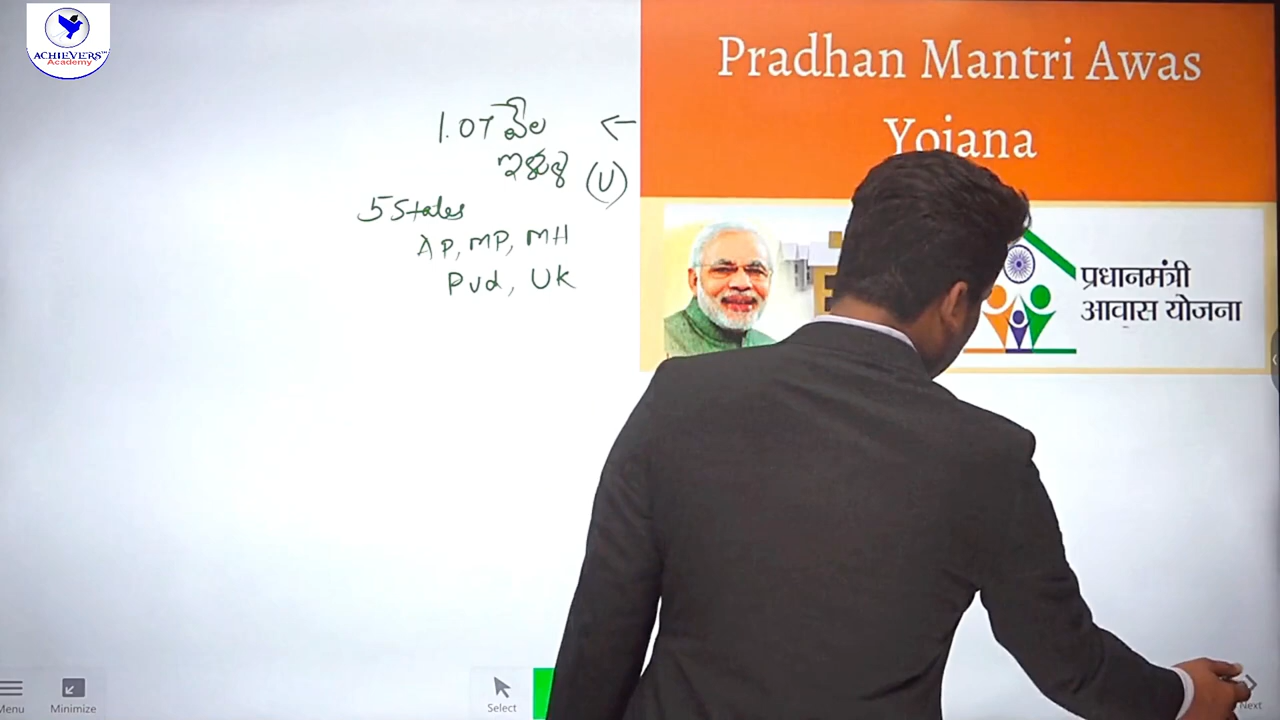 ACHIEVERS
Academy
1.07 వేల ←
ఇళ్ళు (U)
5 States
AP, MP, MH
Pud, UK
Pradhan Mantri Awas
Yojana
प्रधानमंत्री
आवास योजना
Menu
Minimize
Select
Next